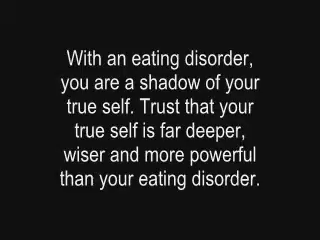 With an eating disorder,
you are a shadow of your
true self. Trust that your
true self is far deeper,
wiser and more powerful
than your eating disorder.